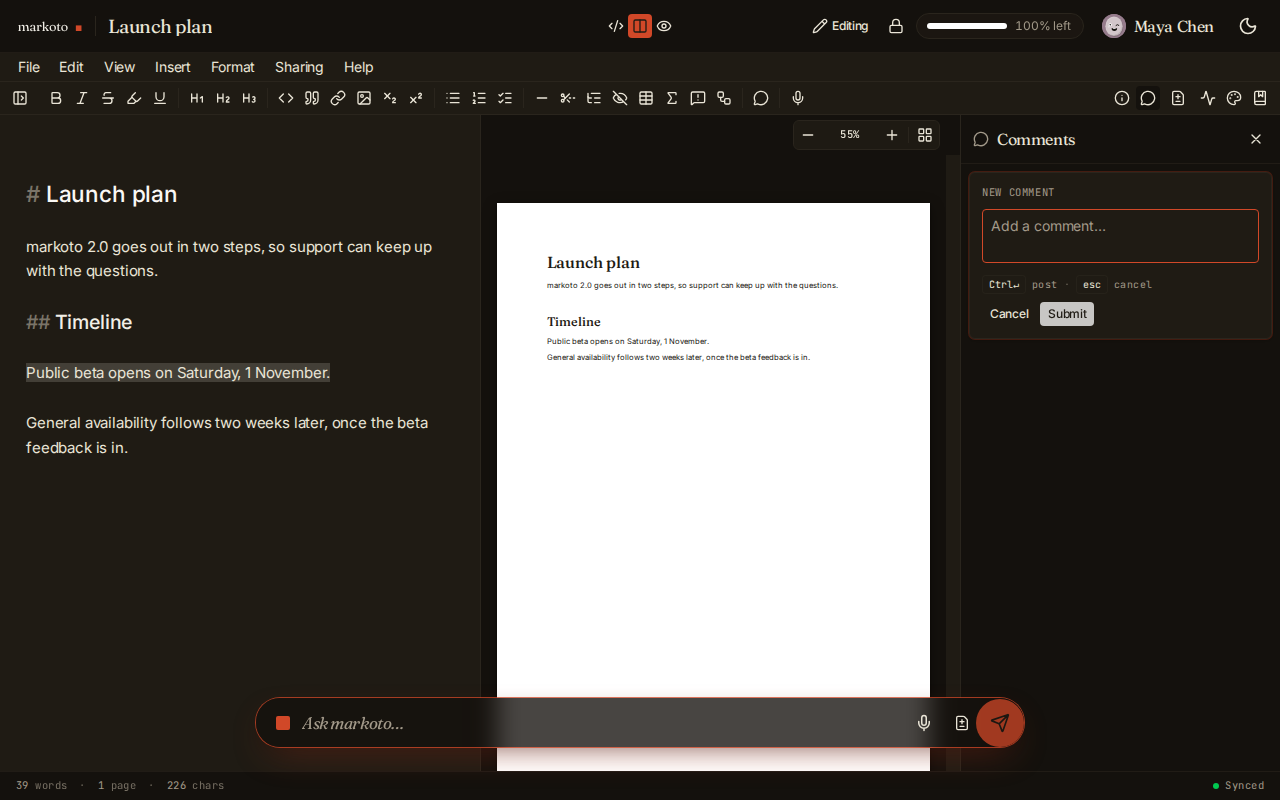 markoto
Launch plan
Editing
100% left
Maya Chen
File Edit View Insert Format Sharing Help
H1 H2 H3
55%
Comments
# Launch plan
markoto 2.0 goes out in two steps, so support can keep up
with the questions.
## Timeline
Public beta opens on Saturday, 1 November.
General availability follows two weeks later, once the beta
feedback is in.
Launch plan
markoto 2.0 goes out in two steps, so support can keep up with the questions.
Timeline
Public beta opens on Saturday, 1 November.
General availability follows two weeks later, once the beta feedback is in.
NEW COMMENT
Add a comment...
Ctrl↵ post · esc cancel
Cancel Submit
Ask markoto...
39 words · 1 page · 226 chars
Synced